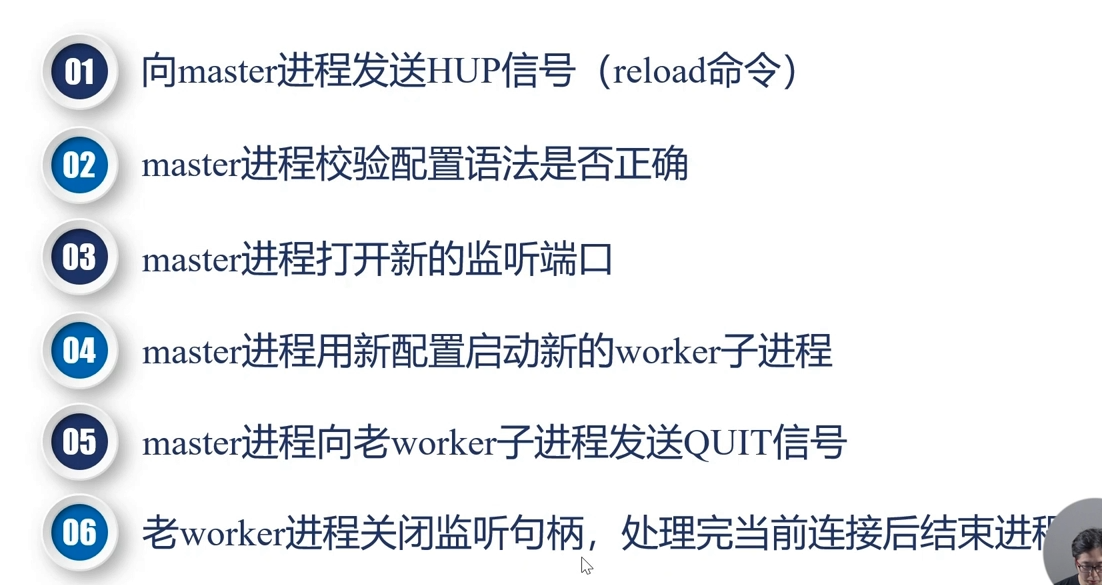 01 向master进程发送HUP信号（reload命令）
02 master进程校验配置语法是否正确
03 master进程打开新的监听端口
04 master进程用新配置启动新的worker子进程
05 master进程向老worker子进程发送QUIT信号
06 老worker进程关闭监听句柄，处理完当前连接后结束进程